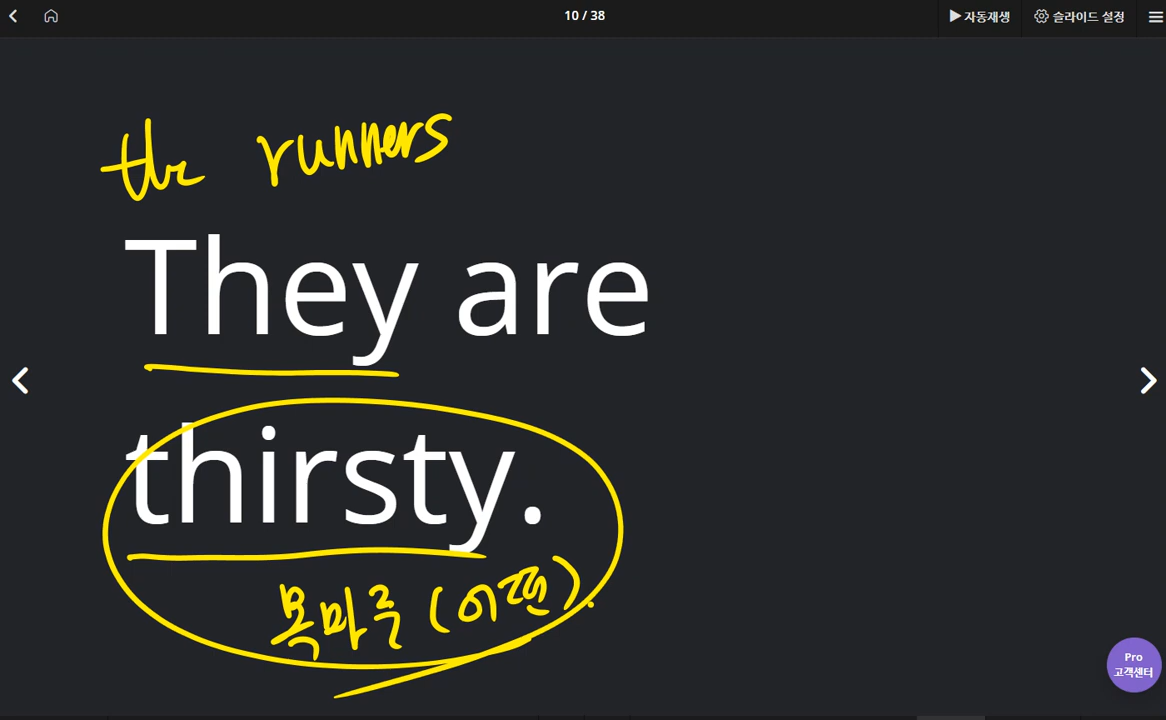 10 / 38
자동재생
슬라이드 설정
the runners
They are
thirsty.
목마른 (어떤).
Pro
고객센터